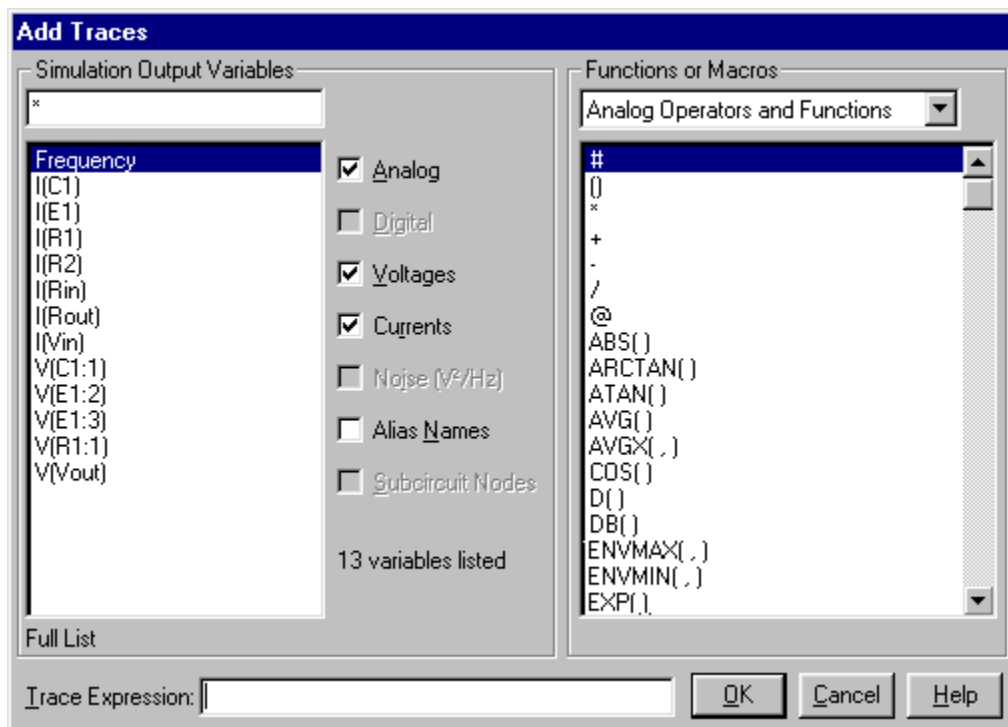 Add Traces
Simulation Output Variables
*
Frequency
I(C1)
I(E1)
I(R1)
I(R2)
I(Rin)
I(Rout)
I(Vin)
V(C1:1)
V(E1:2)
V(E1:3)
V(R1:1)
V(Vout)
Full List
Analog
Digital
Voltages
Currents
Noise (V²/Hz)
Alias Names
Subcircuit Nodes
13 variables listed
Functions or Macros
Analog Operators and Functions
#
()
*
+
-
/
@
ABS( )
ARCTAN( )
ATAN( )
AVG( )
AVGX( , )
COS( )
D( )
DB( )
ENVMAX( , )
ENVMIN( , )
EXP( )
Trace Expression:
OK
Cancel
Help